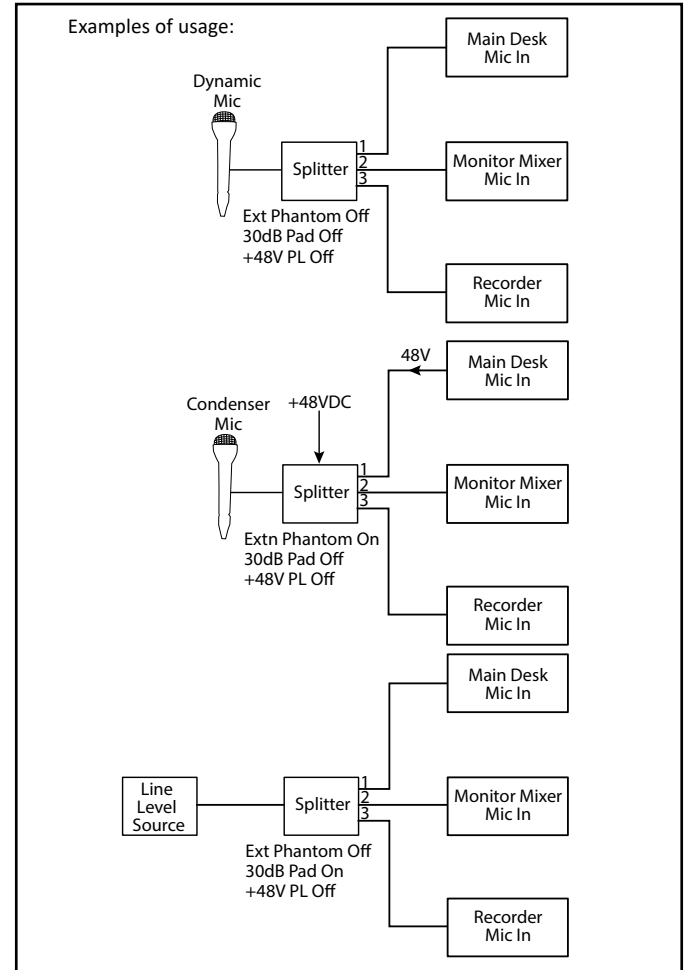 Examples of usage:
Main Desk
Mic In
Dynamic
Mic
Splitter
1
2
3
Monitor Mixer
Mic In
Ext Phantom Off
30dB Pad Off
+48V PL Off
Recorder
Mic In
48V
Main Desk
Mic In
Condenser
Mic
+48VDC
Splitter
1
2
3
Monitor Mixer
Mic In
Extn Phantom On
30dB Pad Off
+48V PL Off
Recorder
Mic In
Main Desk
Mic In
Line
Level
Source
Splitter
1
2
3
Monitor Mixer
Mic In
Ext Phantom Off
30dB Pad On
+48V PL Off
Recorder
Mic In